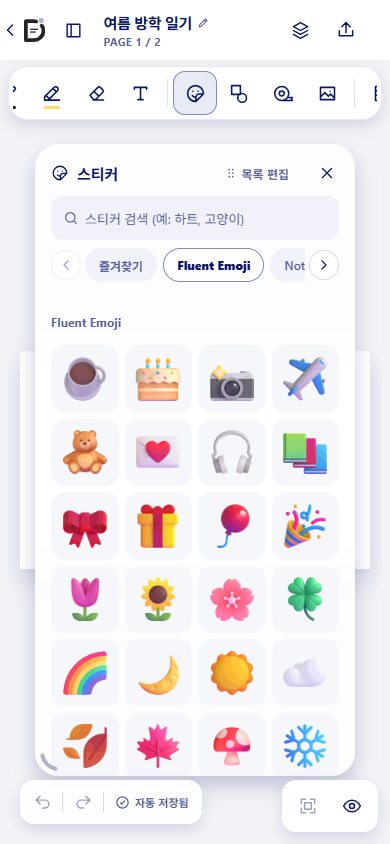 여름 방학 일기
PAGE 1 / 2
T
스티커
목록 편집
스티커 검색 (예: 하트, 고양이)
즐겨찾기
Fluent Emoji
Not
Fluent Emoji
자동 저장됨